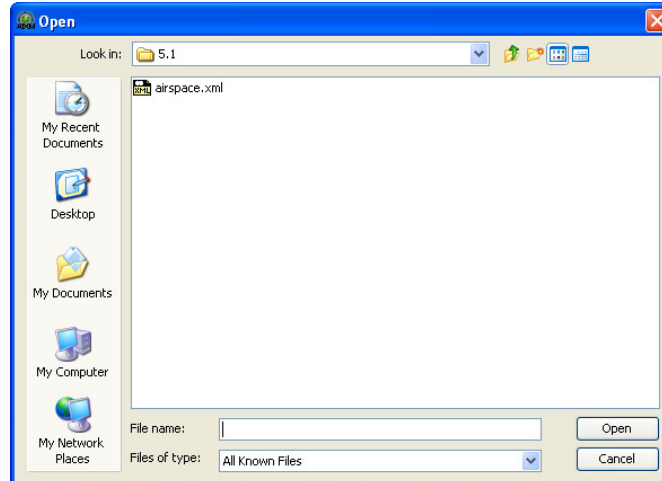 Open
Look in:
5.1
airspace.xml
My Recent
Documents
Desktop
My Documents
My Computer
My Network
Places
File name:
Open
Files of type:
All Known Files
Cancel